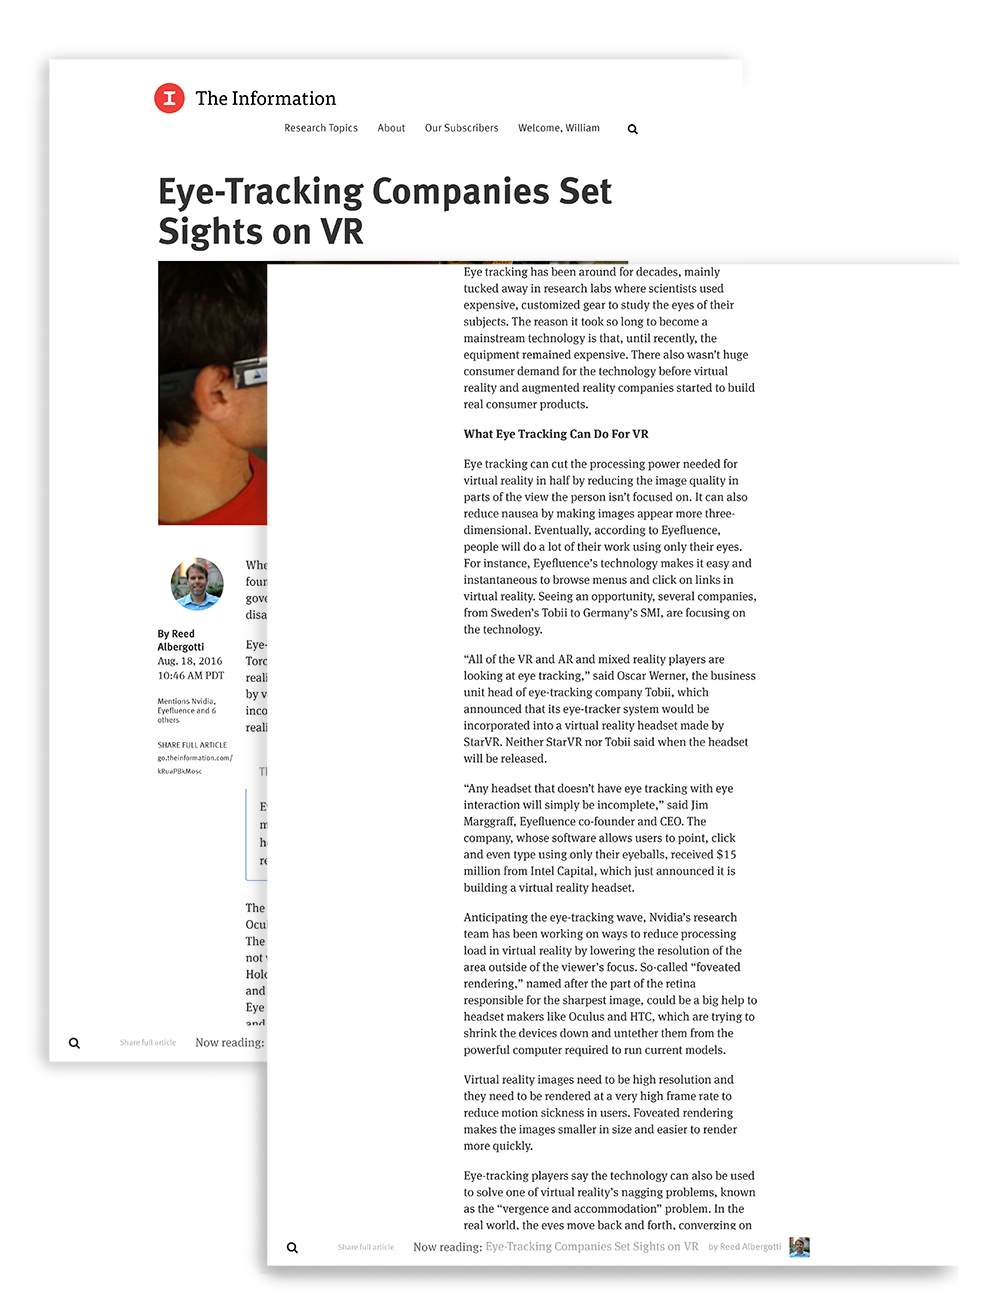 I The Information
Research Topics About Our Subscribers Welcome, William
Eye-Tracking Companies Set
Sights on VR
By Reed
Albergotti
Aug. 18, 2016
10:46 AM PDT
Mentions Nvidia,
Eyefluence and 6
others
SHARE FULL ARTICLE
go.theinformation.com/
kRuaPBkMosc
Whe
foun
gove
disa
Eye-
Torc
reali
by v
inco
reali
Th
E
m
he
re
The
Ocul
The
not
Holo
and
Eye
and
Share full article Now reading:
Eye tracking has been around for decades, mainly
tucked away in research labs where scientists used
expensive, customized gear to study the eyes of their
subjects. The reason it took so long to become a
mainstream technology is that, until recently, the
equipment remained expensive. There also wasn’t huge
consumer demand for the technology before virtual
reality and augmented reality companies started to build
real consumer products.
What Eye Tracking Can Do For VR
Eye tracking can cut the processing power needed for
virtual reality in half by reducing the image quality in
parts of the view the person isn’t focused on. It can also
reduce nausea by making images appear more three-
dimensional. Eventually, according to Eyefluence,
people will do a lot of their work using only their eyes.
For instance, Eyefluence’s technology makes it easy and
instantaneous to browse menus and click on links in
virtual reality. Seeing an opportunity, several companies,
from Sweden’s Tobii to Germany’s SMI, are focusing on
the technology.
“All of the VR and AR and mixed reality players are
looking at eye tracking,” said Oscar Werner, the business
unit head of eye-tracking company Tobii, which
announced that its eye-tracker system would be
incorporated into a virtual reality headset made by
StarVR. Neither StarVR nor Tobii said when the headset
will be released.
“Any headset that doesn’t have eye tracking with eye
interaction will simply be incomplete,” said Jim
Marggraff, Eyefluence co-founder and CEO. The
company, whose software allows users to point, click
and even type using only their eyeballs, received $15
million from Intel Capital, which just announced it is
building a virtual reality headset.
Anticipating the eye-tracking wave, Nvidia’s research
team has been working on ways to reduce processing
load in virtual reality by lowering the resolution of the
area outside of the viewer’s focus. So-called “foveated
rendering,” named after the part of the retina
responsible for the sharpest image, could be a big help to
headset makers like Oculus and HTC, which are trying to
shrink the devices down and untether them from the
powerful computer required to run current models.
Virtual reality images need to be high resolution and
they need to be rendered at a very high frame rate to
reduce motion sickness in users. Foveated rendering
makes the images smaller in size and easier to render
more quickly.
Eye-tracking players say the technology can also be used
to solve one of virtual reality’s nagging problems, known
as the “vergence and accommodation” problem. In the
real world, the eyes move back and forth, converging on
Share full article Now reading: Eye-Tracking Companies Set Sights on VR by Reed Albergotti